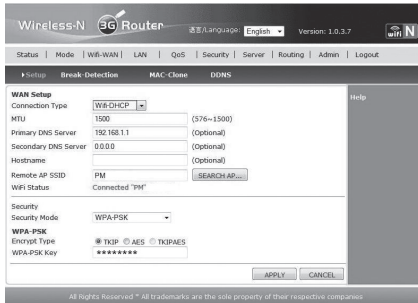 Wireless-N 3G Router 语言/Language: English Version: 1.0.3.7 wifi N
Status | Mode | Wifi-WAN | LAN | QoS | Security | Server | Routing | Admin | Logout
Setup Break-Detection MAC-Clone DDNS
WAN Setup Help
Connection Type Wifi-DHCP
MTU 1500 (576~1500)
Primary DNS Server 192.168.1.1 (Optional)
Secondary DNS Server 0.0.0.0 (Optional)
Hostname (Optional)
Remote AP SSID PM SEARCH AP...
WiFi Status Connected "PM"
Security
Security Mode WPA-PSK
WPA-PSK
Encrypt Type TKIP AES TKIPAES
WPA-PSK Key ********
APPLY CANCEL
All Rights Reserved * All trademarks are the sole property of their respective companies